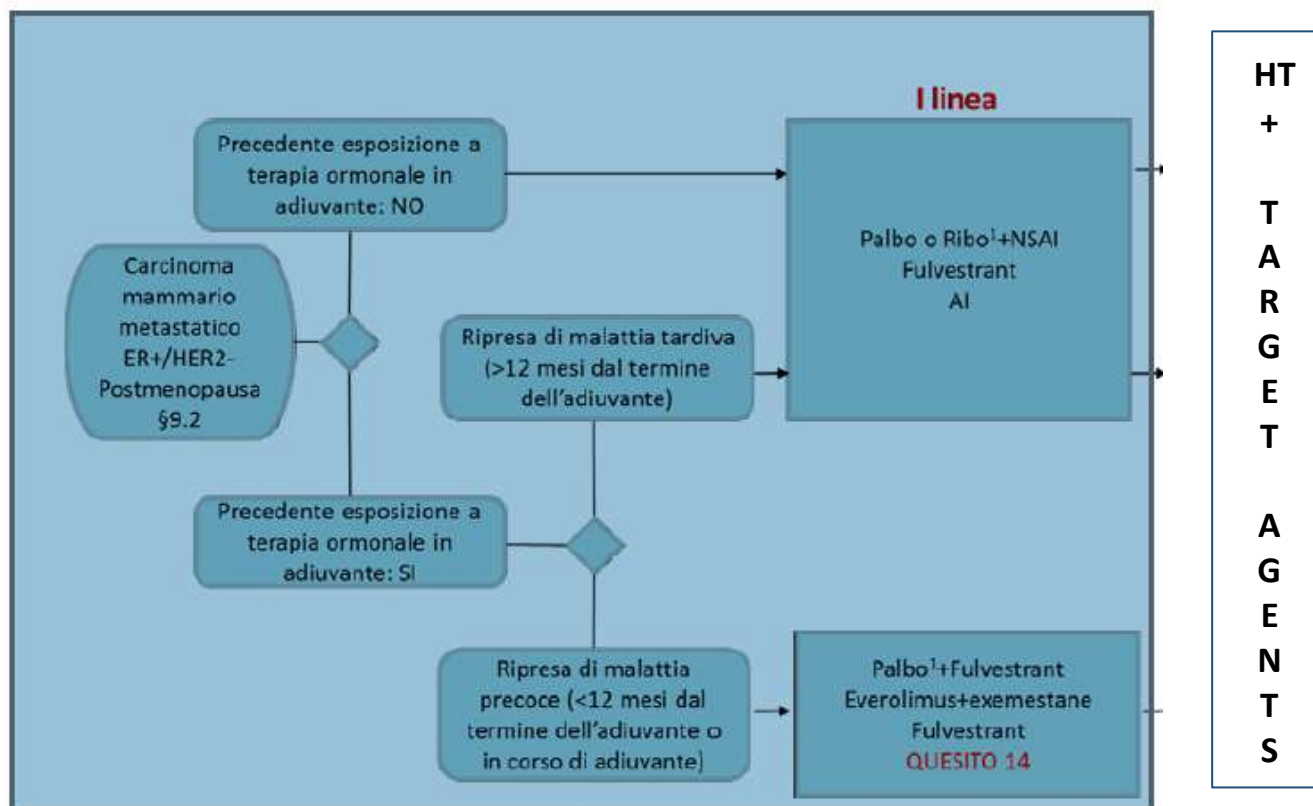 I linea
Precedente esposizione a
terapia ormonale in
adiuvante: NO
Palbo o Ribo¹+NSAI
Fulvestrant
AI
Carcinoma
mammario
metastatico
ER+/HER2-
Postmenopausa
§9.2
Ripresa di malattia tardiva
(>12 mesi dal termine
dell'adiuvante)
Precedente esposizione a
terapia ormonale in
adiuvante: SI
Ripresa di malattia
precoce (<12 mesi dal
termine dell'adiuvante o
in corso di adiuvante)
Palbo¹+Fulvestrant
Everolimus+exemestane
Fulvestrant
QUESITO 14
HT
+
T
A
R
G
E
T
A
G
E
N
T
S